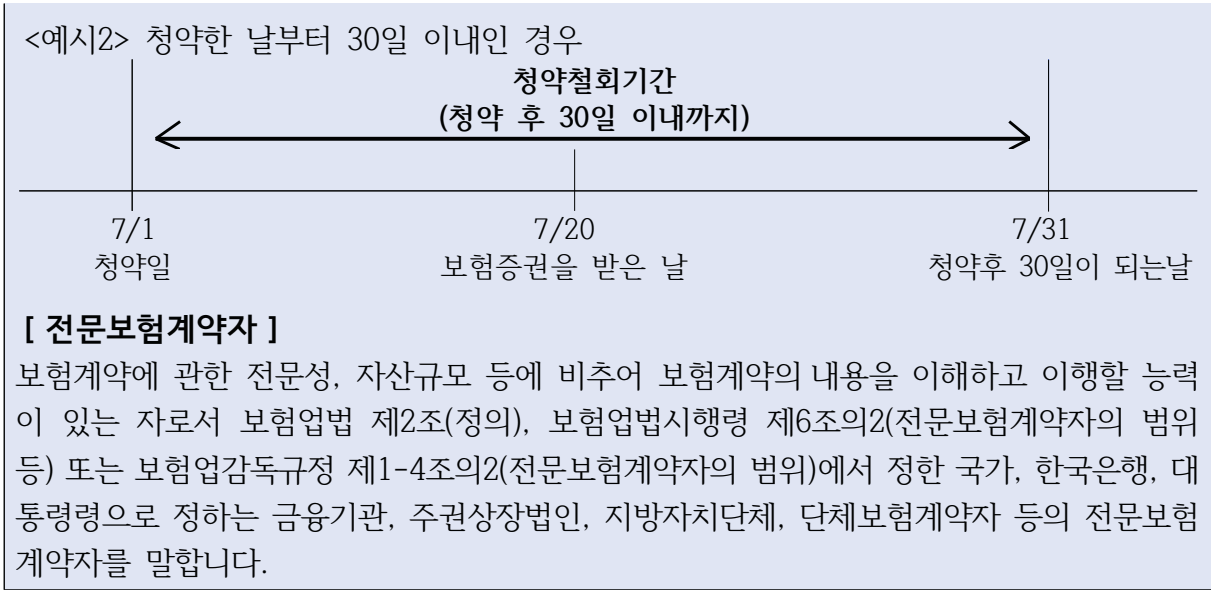 <예시2> 청약한 날부터 30일 이내인 경우
청약철회기간
(청약 후 30일 이내까지)
7/1 7/20 7/31
청약일 보험증권을 받은 날 청약후 30일이 되는날
[ 전문보험계약자 ]
보험계약에 관한 전문성, 자산규모 등에 비추어 보험계약의 내용을 이해하고 이행할 능력
이 있는 자로서 보험업법 제2조(정의), 보험업법시행령 제6조의2(전문보험계약자의 범위
등) 또는 보험업감독규정 제1-4조의2(전문보험계약자의 범위)에서 정한 국가, 한국은행, 대
통령령으로 정하는 금융기관, 주권상장법인, 지방자치단체, 단체보험계약자 등의 전문보험
계약자를 말합니다.